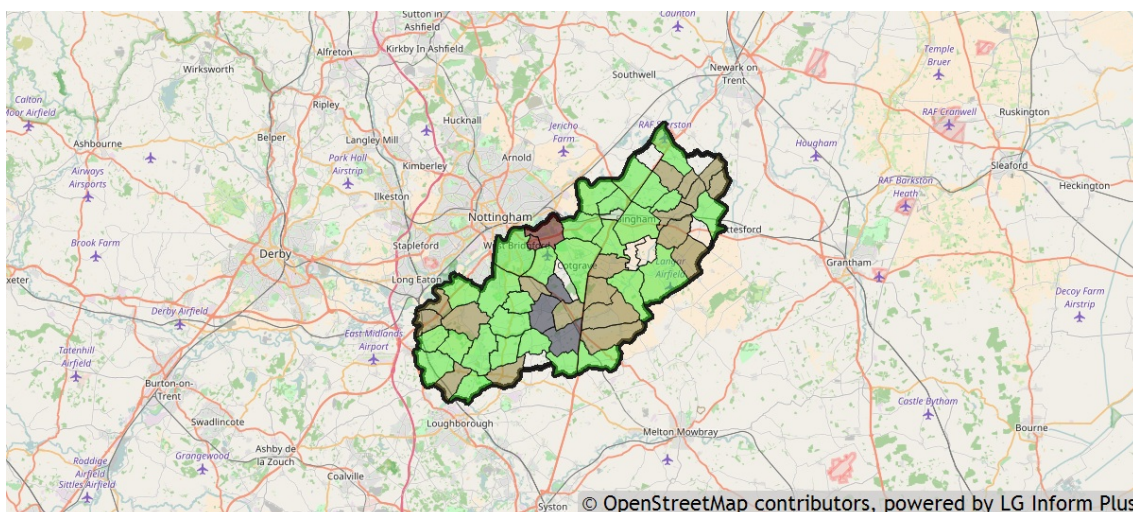 Sutton in
Ashfield
Caunton
Alfreton
Kirkby In Ashfield
Temple
Bruer
Wirksworth
Southwell
Newark on
Trent
Calton
Moor Airfield
Ripley
RAF Cranwell
Ruskington
Hucknall
Jericho
Farm
Ashbourne
Belper
Langley Mill
Arnold
Hougham
Park Hall
Airstrip
Kimberley
Sleaford
Airways
Airsports
RAF Barkston
Heath
Heckington
Ilkeston
Nottingham
Brook Farm
Derby
Stapleford
West Bridgford
Cotgrave
Langar
Airfield
Grantham
Long Eaton
Decoy Farm
Airstrip
Derby Airfield
East Midlands
Airport
Tatenhill
Airfield
Burton-on-
Trent
Castle Bytham
Swadlincote
Loughborough
Bourne
Ashby de
la Zouch
Melton Mowbray
Grangewood
Roddige
Airfield
Sittles Airfield
Coalville
Syston
© OpenStreetMap contributors, powered by LG Inform Plus